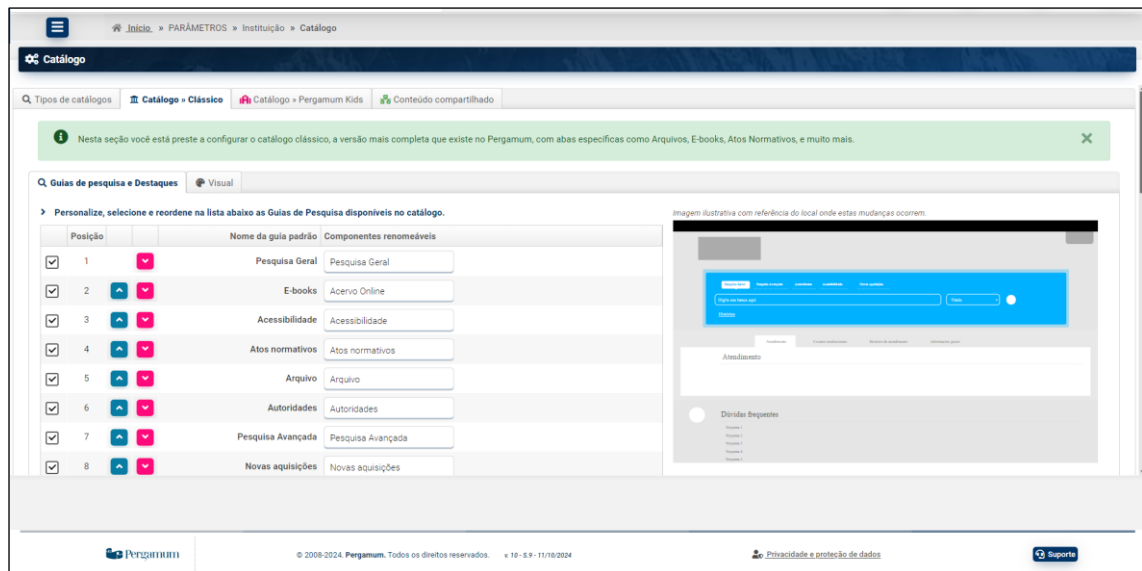 Início » PARÂMETROS » Instituição » Catálogo
Catálogo
Tipos de catálogos Catálogo » Clássico Catálogo » Pergamum Kids Conteúdo compartilhado
Nesta seção você está preste a configurar o catálogo clássico, a versão mais completa que existe no Pergamum, com abas específicas como Arquivos, E-books, Atos Normativos, e muito mais.
Guias de pesquisa e Destaques Visual
Personalize, selecione e reordene na lista abaixo as Guias de Pesquisa disponíveis no catálogo.
Imagem ilustrativa com referência do local onde estas mudanças ocorrem.
Posição Nome da guia padrão Componentes renomeáveis
1 Pesquisa Geral Pesquisa Geral
2 E-books Acervo Online
3 Acessibilidade Acessibilidade
4 Atos normativos Atos normativos
5 Arquivo Arquivo
6 Autoridades Autoridades
7 Pesquisa Avançada Pesquisa Avançada
8 Novas aquisições Novas aquisições
Atendimento
Dúvidas frequentes
Pergamum
© 2008-2024. Pergamum. Todos os direitos reservados. v. 10 - S.9 - 11/10/2024
Privacidade e proteção de dados
Suporte